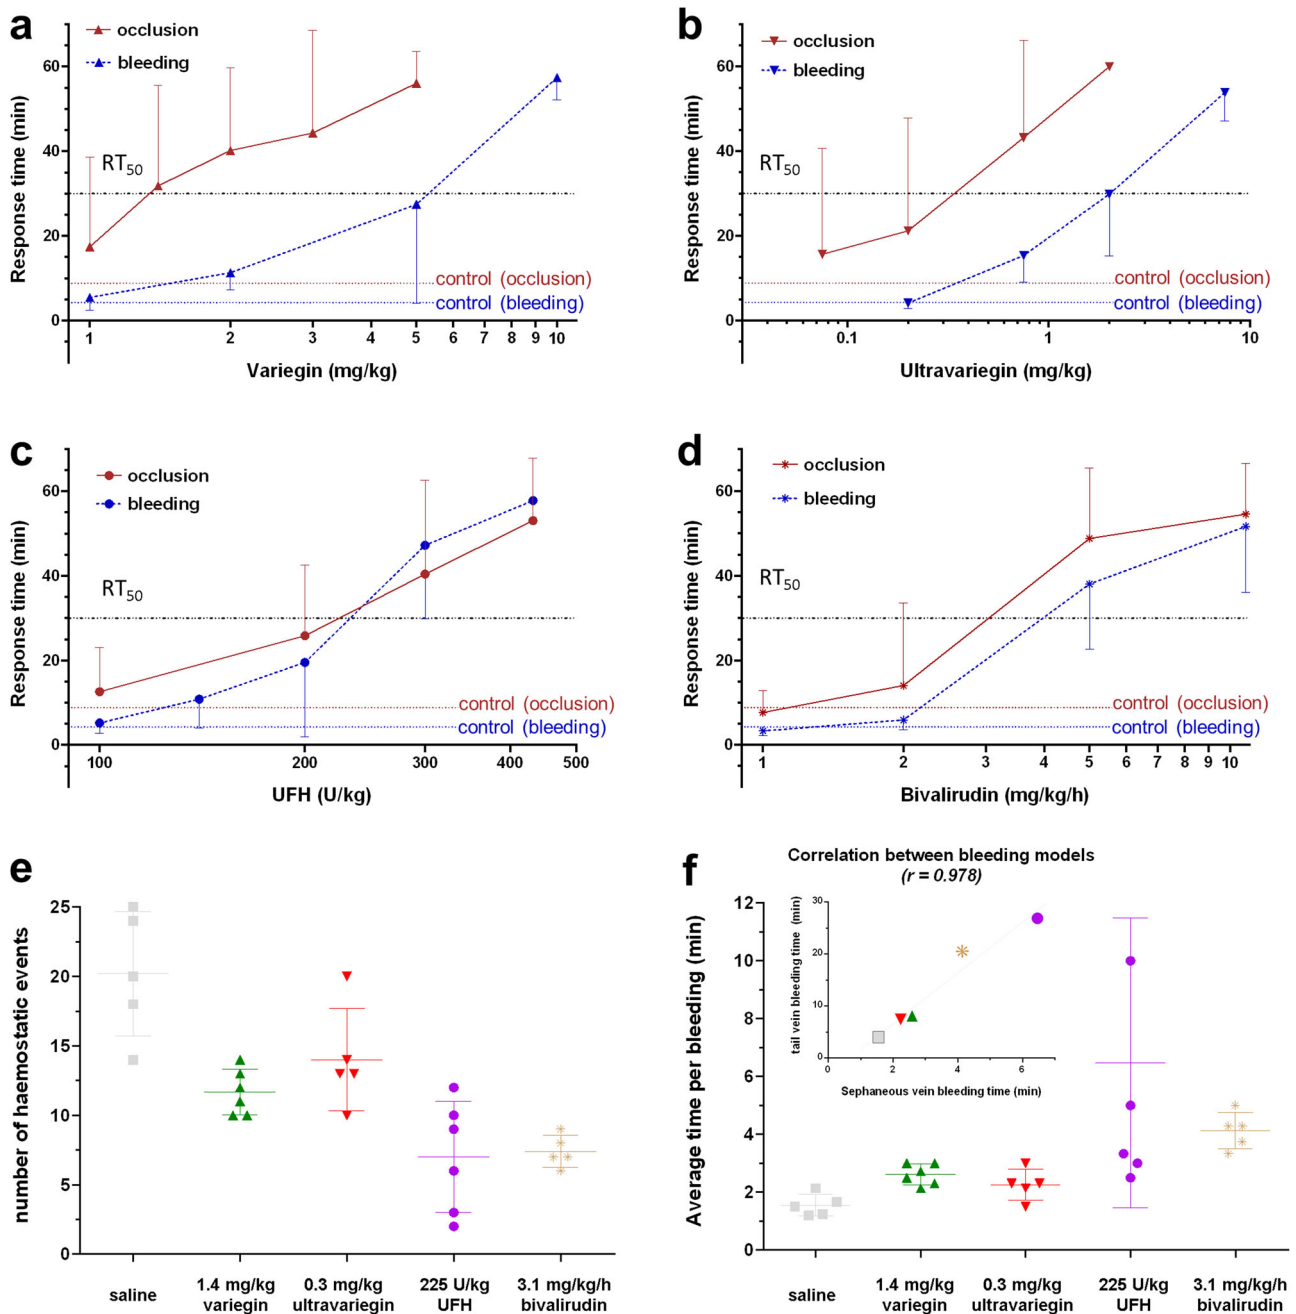 a
occlusion
bleeding
Response time (min)
60
40
20
0
RT50
control (occlusion)
control (bleeding)
1 2 3 4 5 6 7 8 9 10
Variegin (mg/kg)
b
occlusion
bleeding
Response time (min)
60
40
20
0
RT50
control (occlusion)
control (bleeding)
0.1 1 10
Ultravariegin (mg/kg)
c
occlusion
bleeding
Response time (min)
60
40
20
0
RT50
control (occlusion)
control (bleeding)
100 200 300 400 500
UFH (U/kg)
d
occlusion
bleeding
Response time (min)
60
40
20
0
RT50
control (occlusion)
control (bleeding)
1 2 3 4 5 6 7 8 9 10
Bivalirudin (mg/kg/h)
e
number of haemostatic events
25
20
15
10
5
0
saline
1.4 mg/kg
variegin
0.3 mg/kg
ultravariegin
225 U/kg
UFH
3.1 mg/kg/h
bivalirudin
f
Correlation between bleeding models
(r = 0.978)
tail vein bleeding time (min)
30
20
10
0
0 2 4 6
Sephaneous vein bleeding time (min)
Average time per bleeding (min)
12
10
8
6
4
2
0
saline
1.4 mg/kg
variegin
0.3 mg/kg
ultravariegin
225 U/kg
UFH
3.1 mg/kg/h
bivalirudin